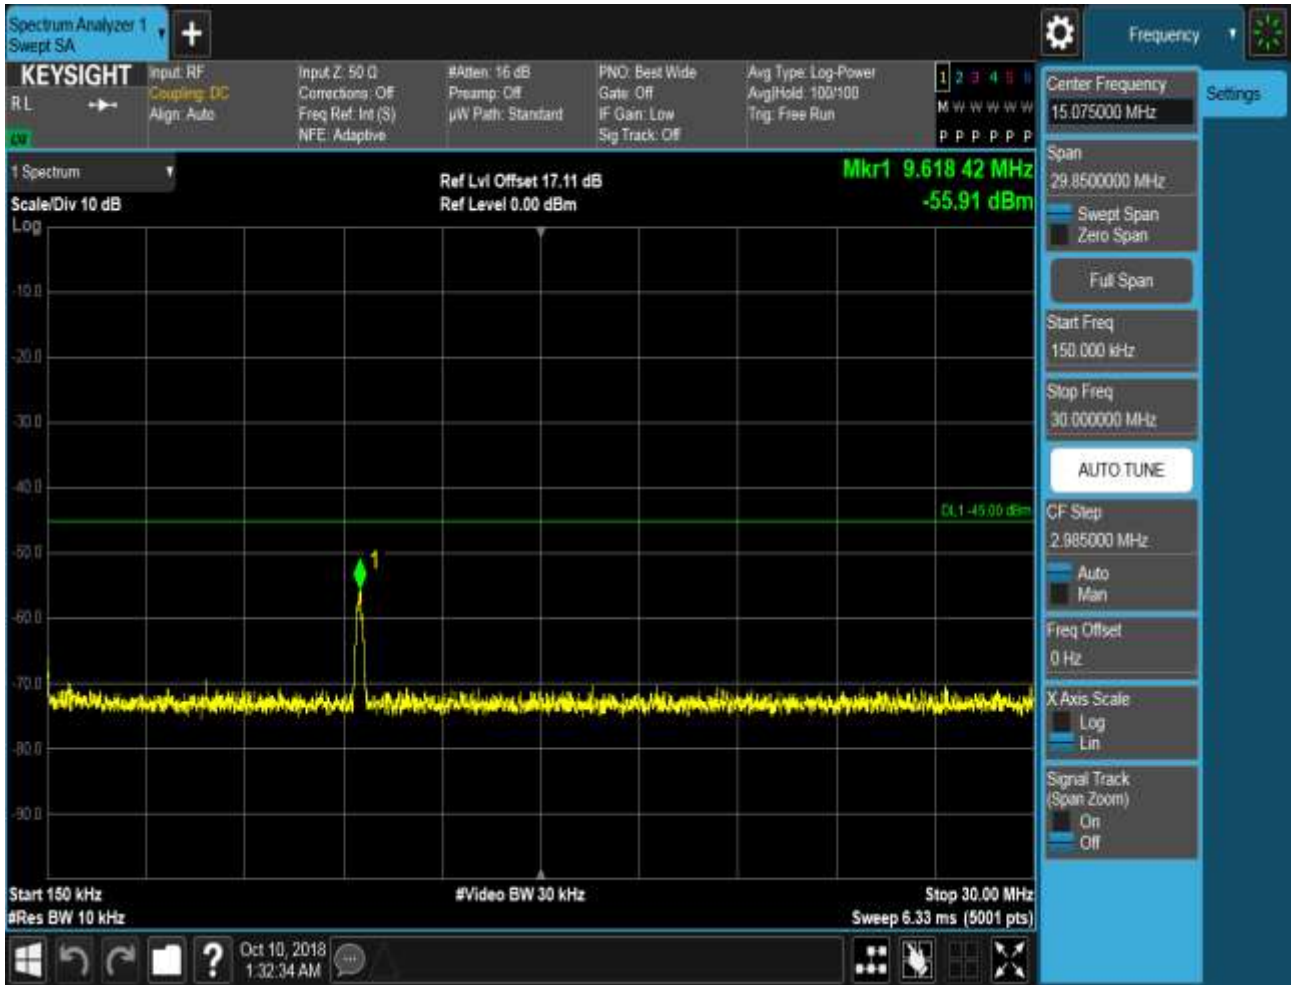 Spectrum Analyzer 1
Swept SA
+
Frequency
KEYSIGHT
RL
Input: RF
Coupling: DC
Align: Auto
Input Z: 50 Ω
Corrections: Off
Freq Ref: Int (S)
NFE: Adaptive
#Atten: 16 dB
Preamp: Off
µW Path: Standard
PNO: Best Wide
Gate: Off
IF Gain: Low
Sig Track: Off
Avg Type: Log-Power
Avg|Hold: 100/100
Trig: Free Run
1 2 3 4 5 6
M W W W W W
P P P P P P
1 Spectrum
Scale/Div 10 dB
Log
Ref Lvl Offset 17.11 dB
Ref Level 0.00 dBm
Mkr1 9.618 42 MHz
-55.91 dBm
-10.0
-20.0
-30.0
-40.0
-50.0
-60.0
-70.0
-80.0
-90.0
DL1 -45.00 dBm
1
Start 150 kHz
#Res BW 10 kHz
#Video BW 30 kHz
Stop 30.00 MHz
Sweep 6.33 ms (5001 pts)
Center Frequency
15.075000 MHz
Settings
Span
29.8500000 MHz
Swept Span
Zero Span
Full Span
Start Freq
150.000 kHz
Stop Freq
30.000000 MHz
AUTO TUNE
CF Step
2.985000 MHz
Auto
Man
Freq Offset
0 Hz
X Axis Scale
Log
Lin
Signal Track
(Span Zoom)
On
Off
?
Oct 10, 2018
1:32:34 AM